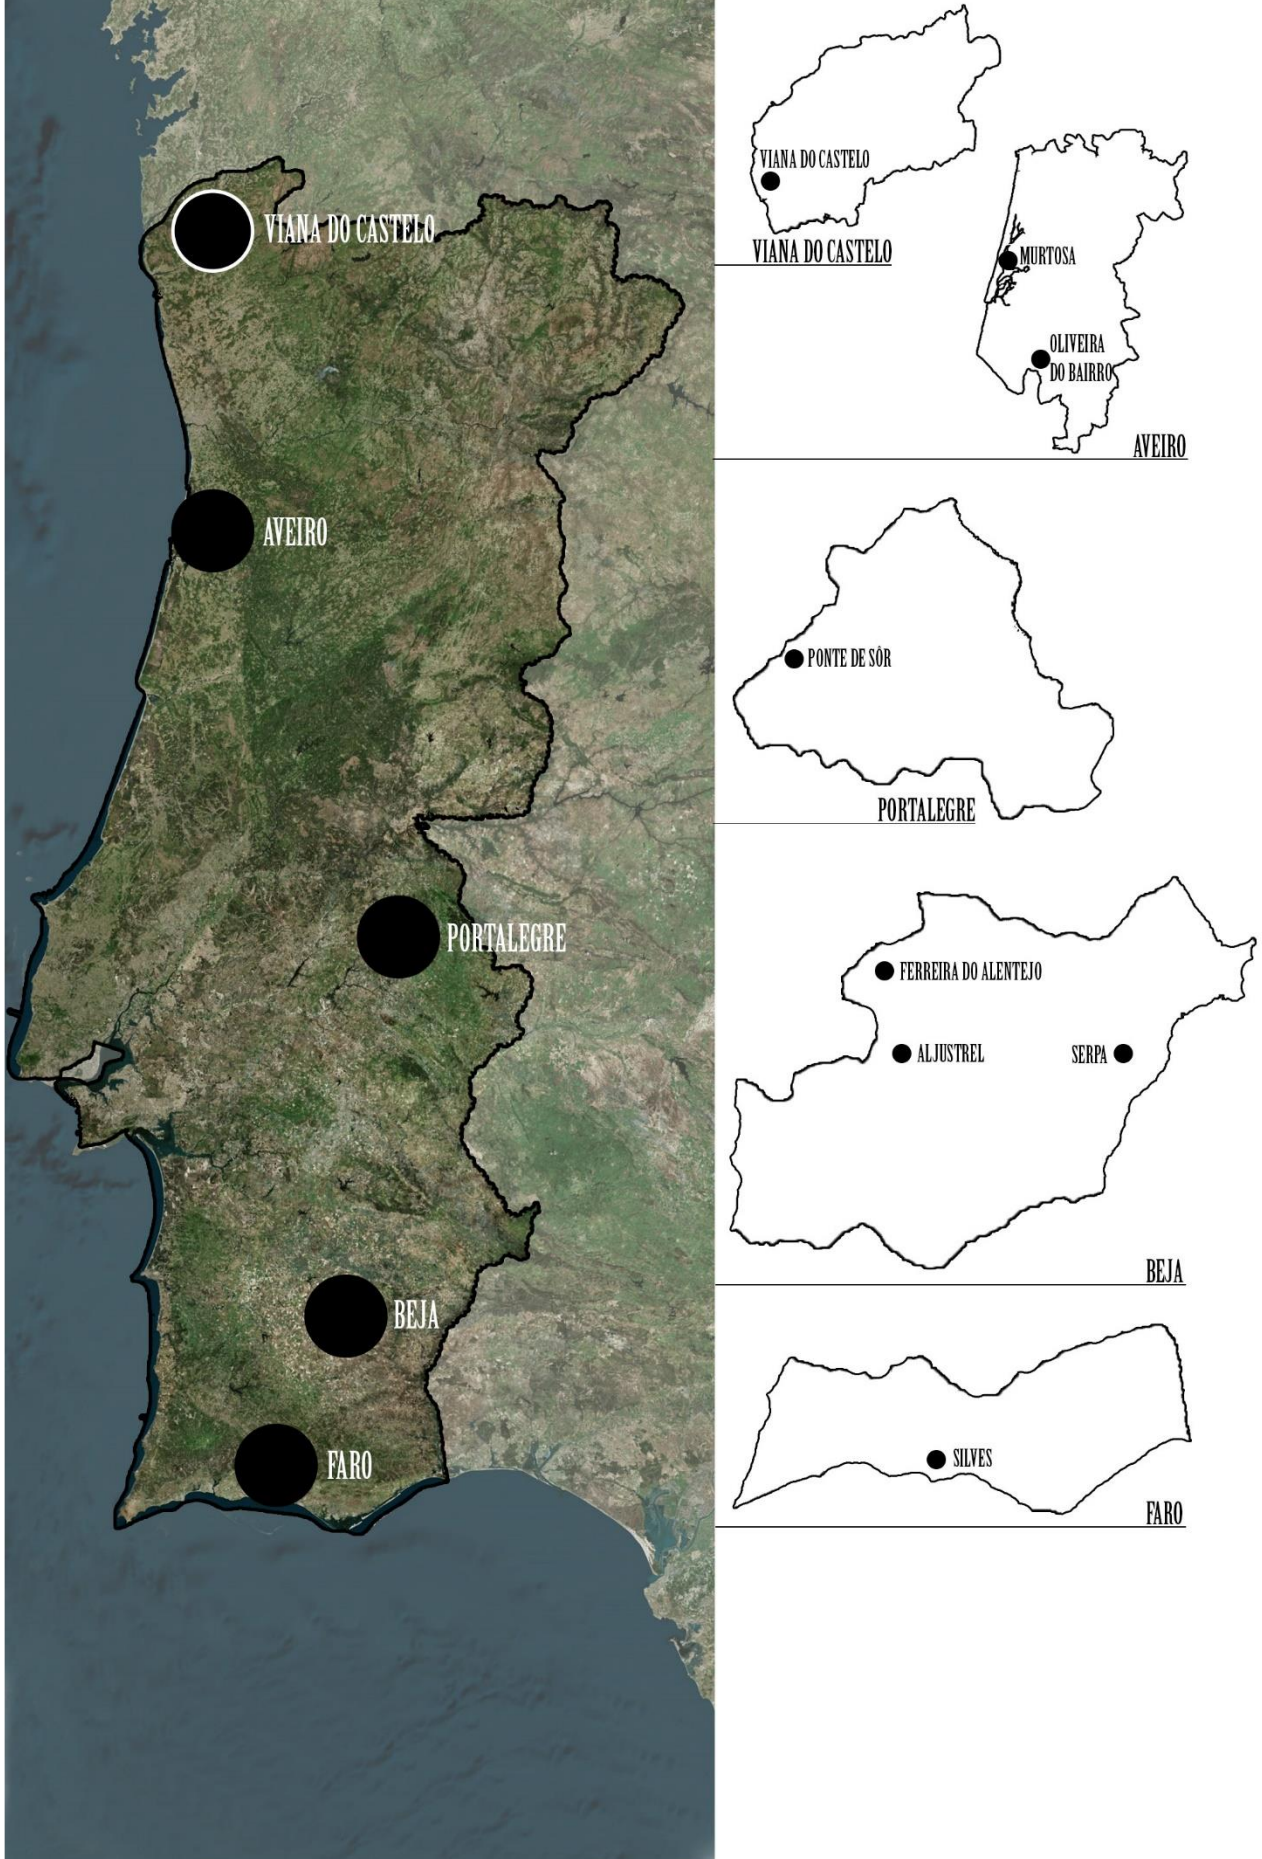 VIANA DO CASTELO
AVEIRO
PORTALEGRE
BEJA
FARO
VIANA DO CASTELO
VIANA DO CASTELO
MURTOSA
OLIVEIRA
DO BAIRRO
AVEIRO
PONTE DE SÔR
PORTALEGRE
FERREIRA DO ALENTEJO
ALJUSTREL
SERPA
BEJA
SILVES
FARO